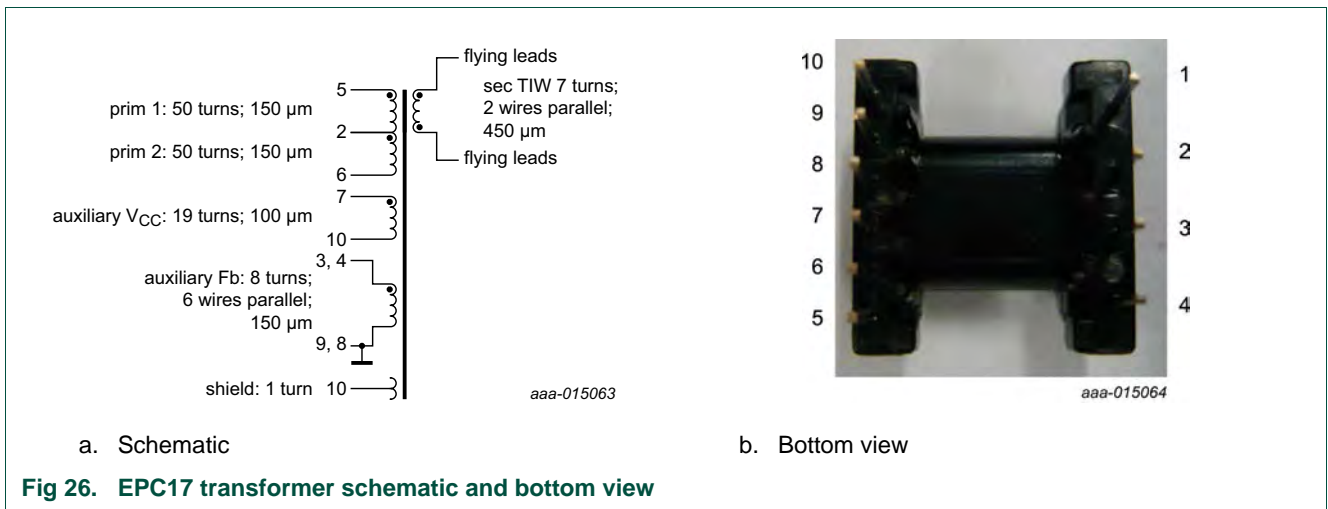 flying leads
5
sec TIW 7 turns;
2 wires parallel;
450 µm
prim 1: 50 turns; 150 µm
2
prim 2: 50 turns; 150 µm
flying leads
6
7
auxiliary VCC: 19 turns; 100 µm
10
3, 4
auxiliary Fb: 8 turns;
6 wires parallel;
150 µm
9, 8
shield: 1 turn 10
aaa-015063
a. Schematic
10
9
8
7
6
5
1
2
3
4
aaa-015064
b. Bottom view
Fig 26. EPC17 transformer schematic and bottom view